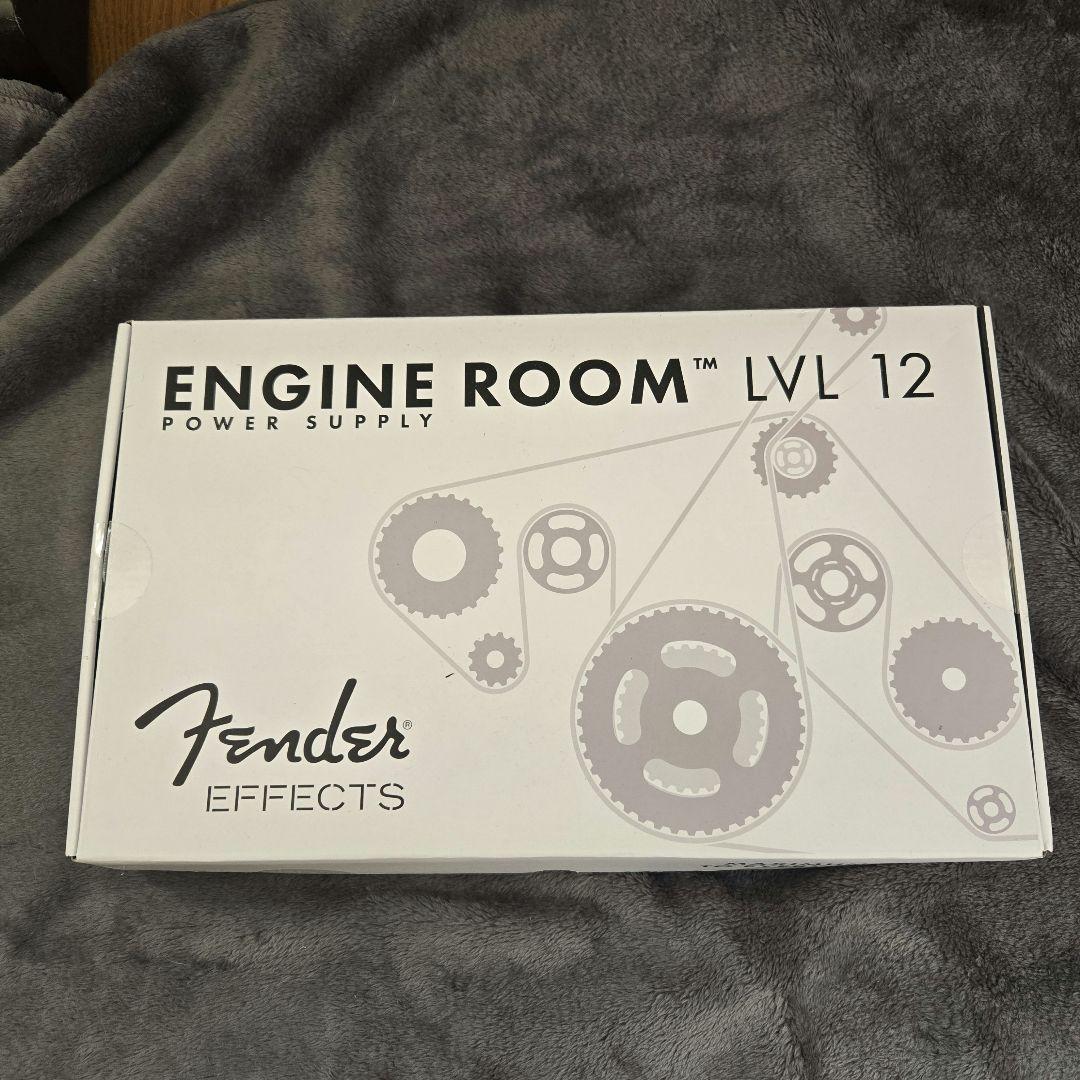 ENGINE ROOM™ LVL 12
POWER SUPPLY
Fender®
EFFECTS